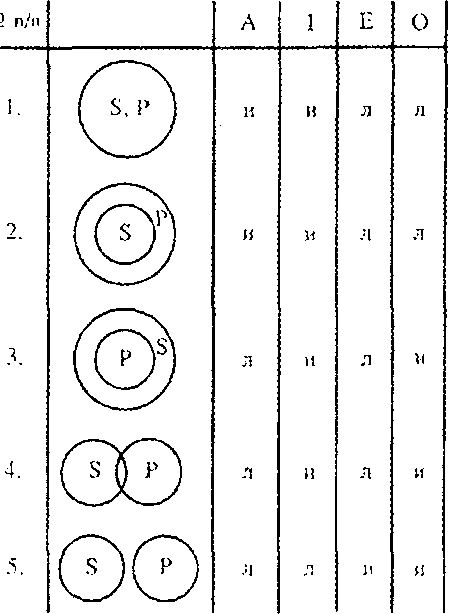 № п/п A I E O
1. S, P и и л л
2. P S и и л л
3. P S л и л и
4. S P л и л и
5. S P л л и и